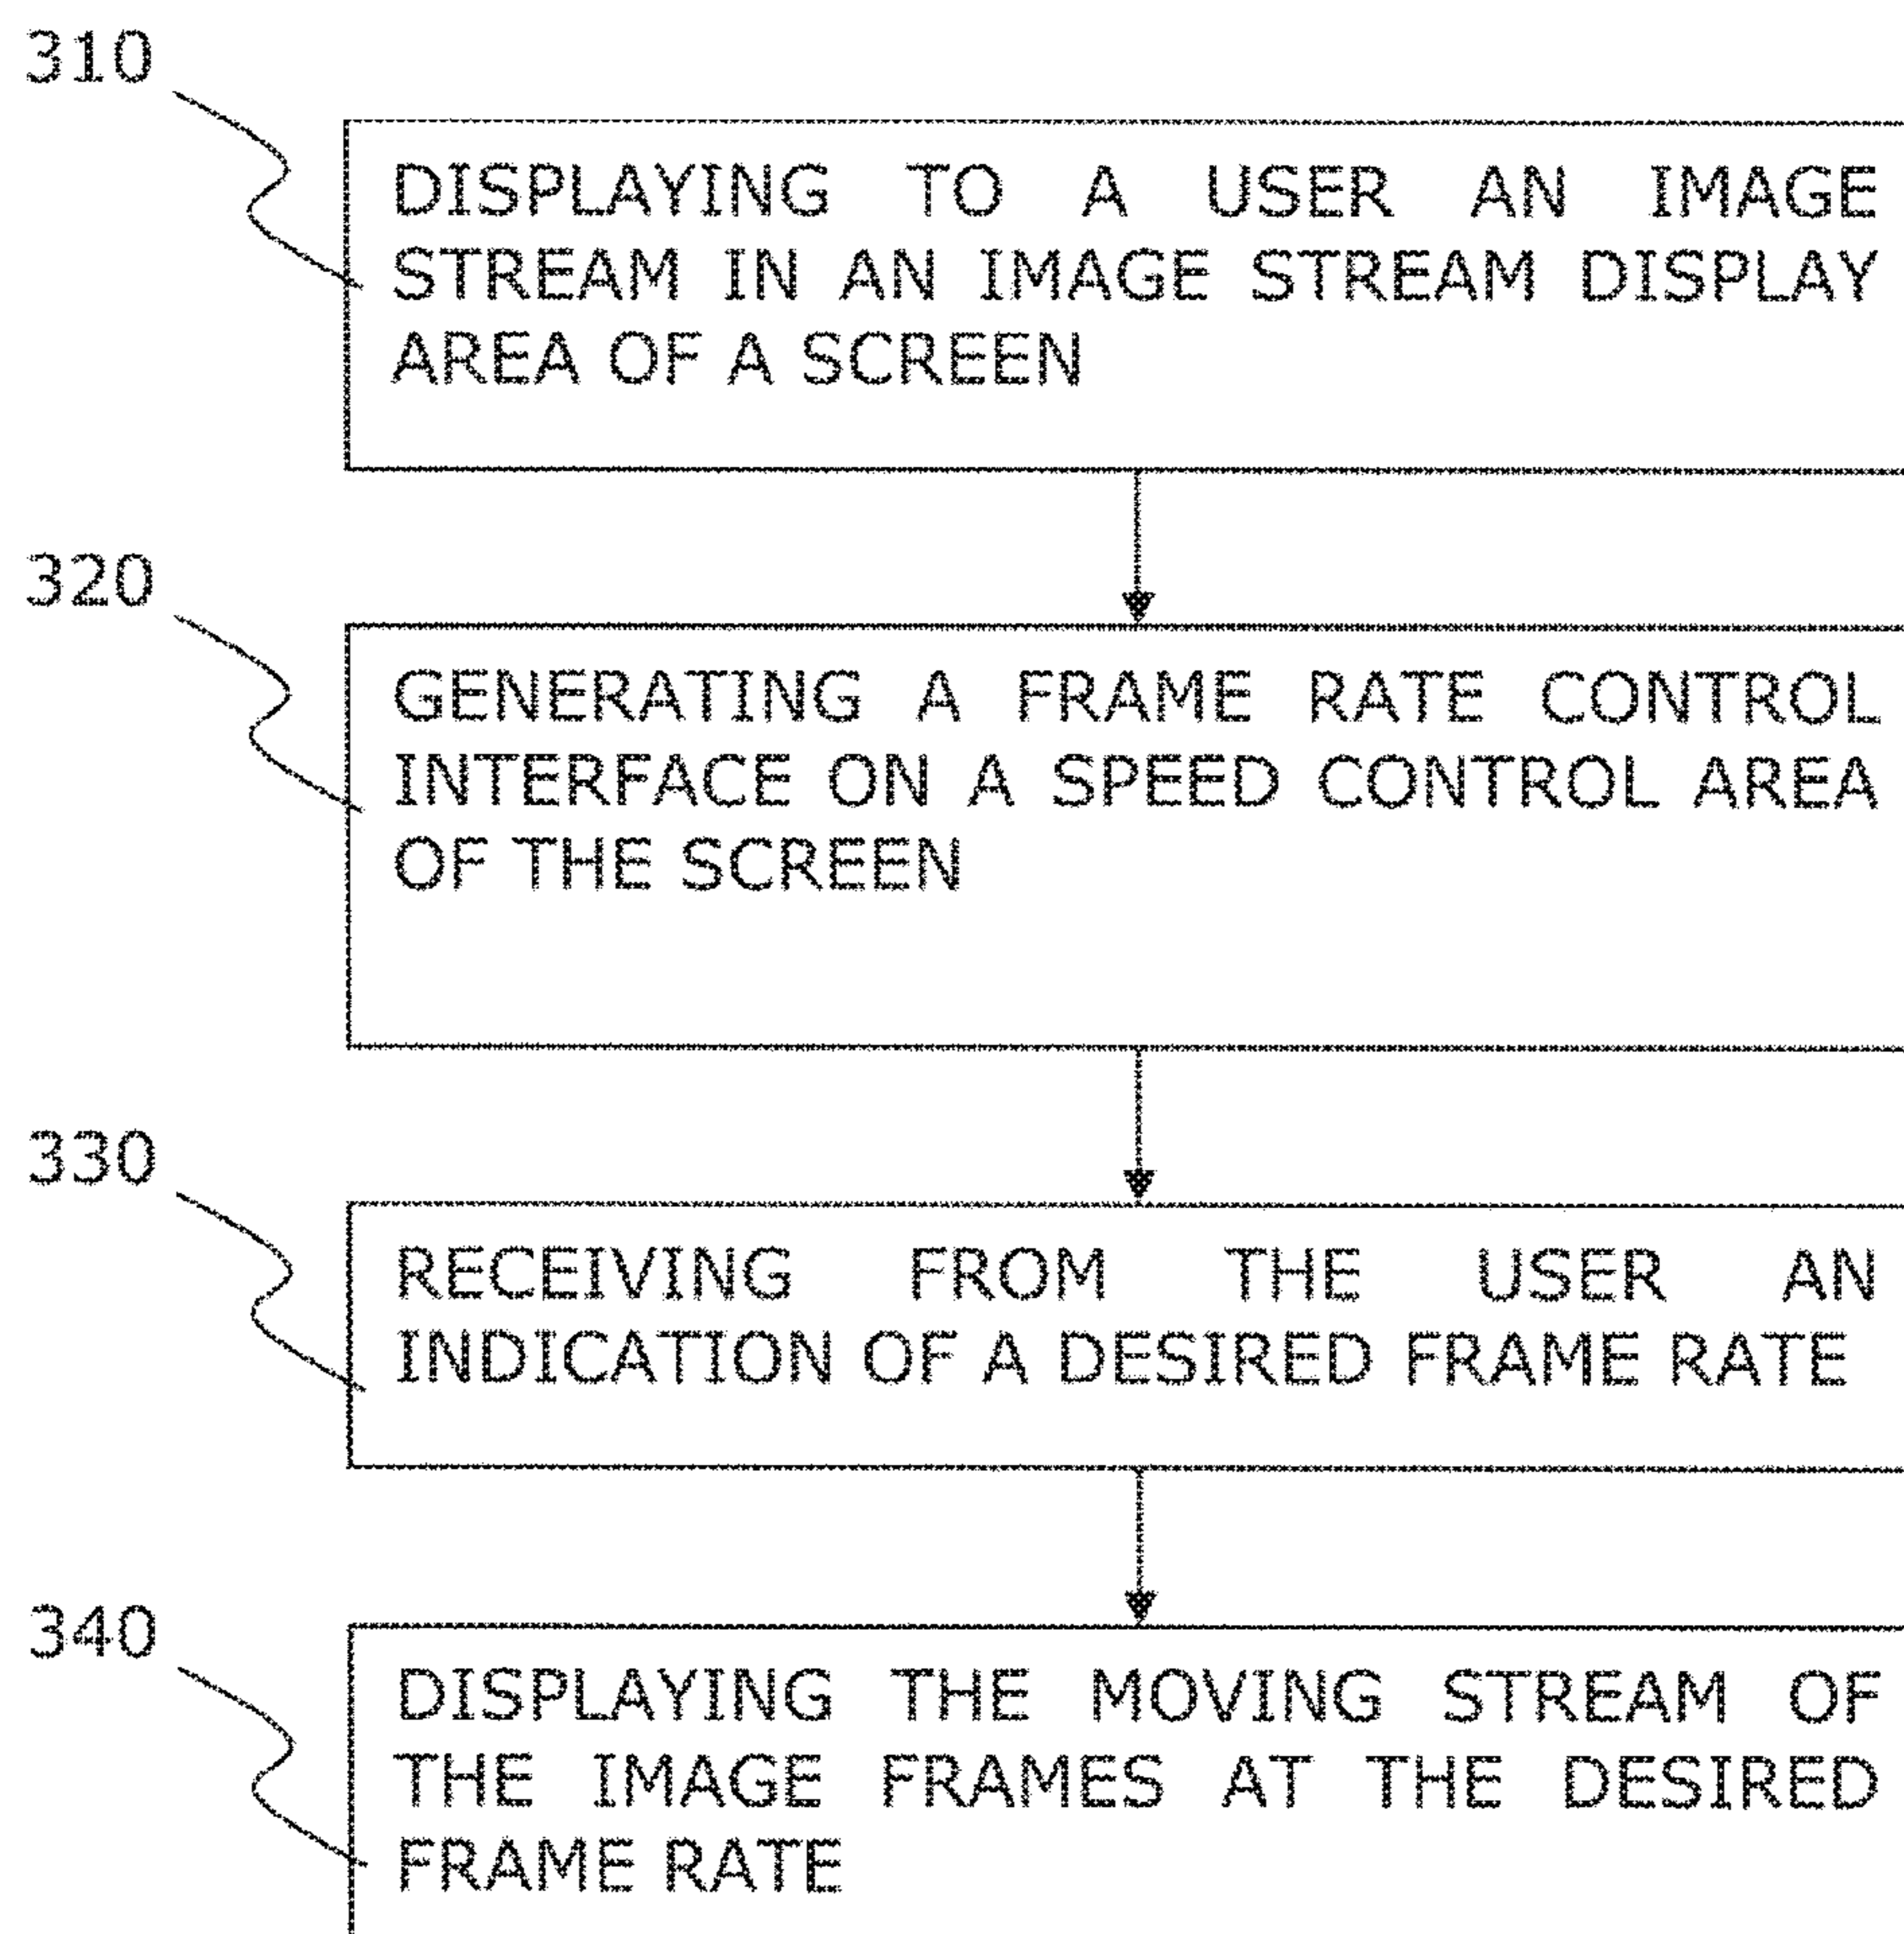 310
DISPLAYING TO A USER AN IMAGE
STREAM IN AN IMAGE STREAM DISPLAY
AREA OF A SCREEN
320
GENERATING A FRAME RATE CONTROL
INTERFACE ON A SPEED CONTROL AREA
OF THE SCREEN
330
RECEIVING FROM THE USER AN
INDICATION OF A DESIRED FRAME RATE
340
DISPLAYING THE MOVING STREAM OF
THE IMAGE FRAMES AT THE DESIRED
FRAME RATE